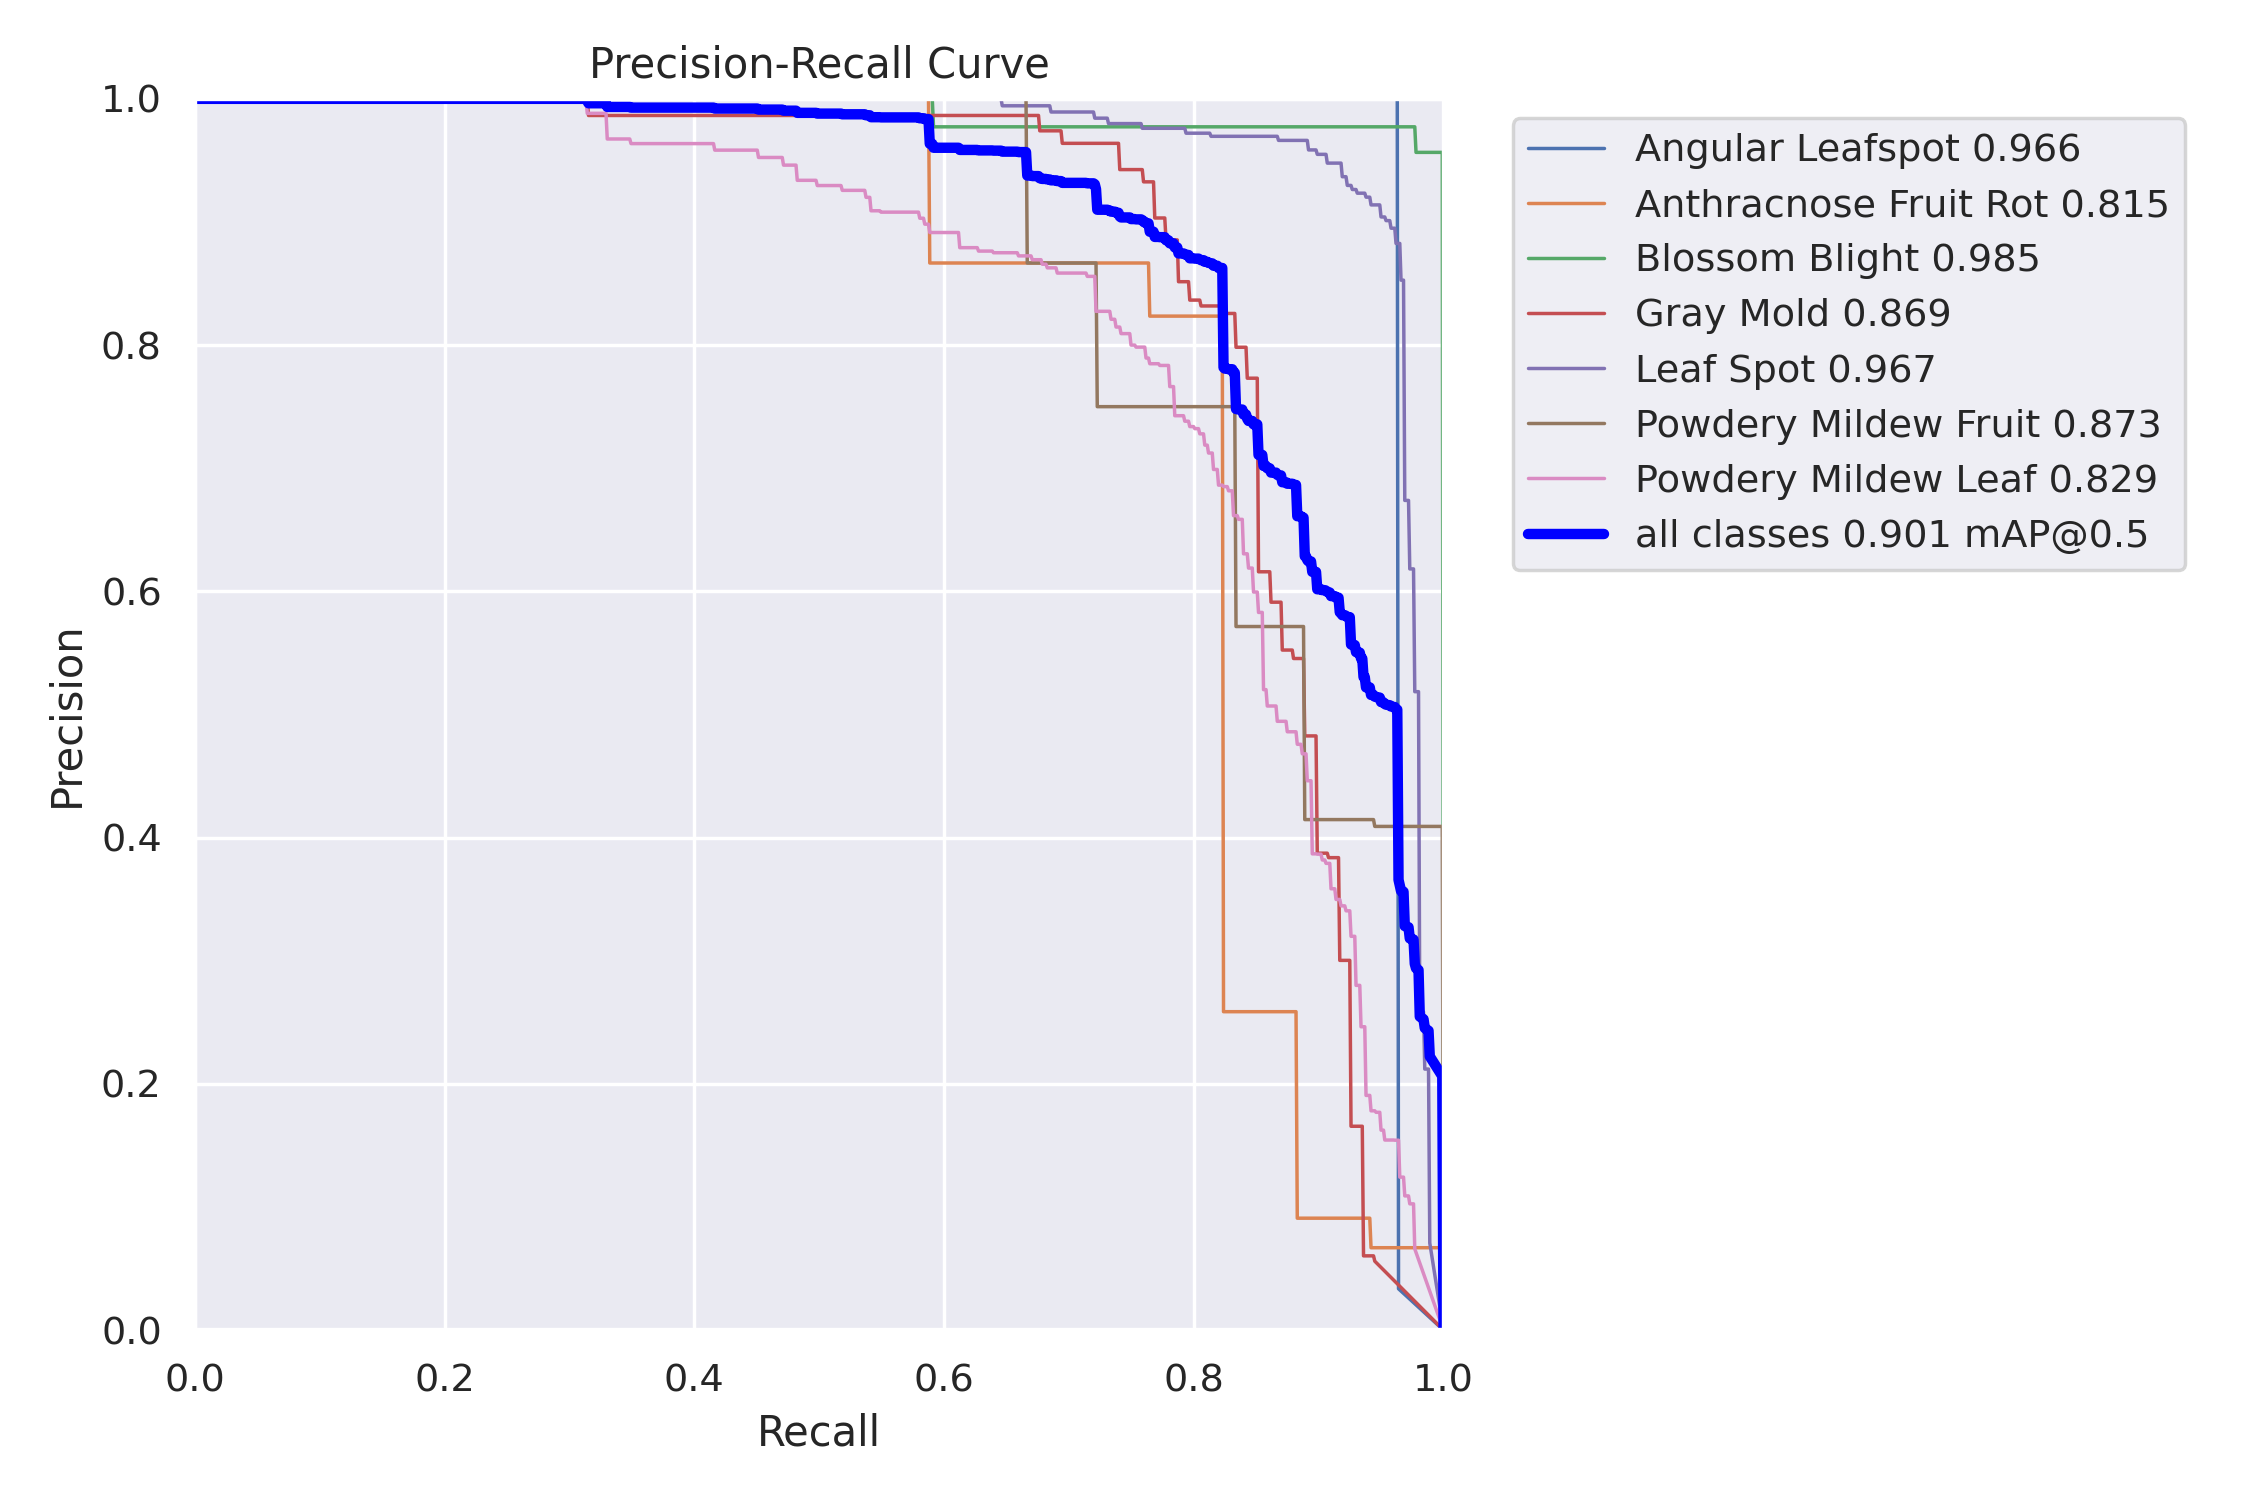 Precision-Recall Curve
1.0
0.8
0.6
0.4
0.2
0.0
Precision
0.0 0.2 0.4 0.6 0.8 1.0
Recall
Angular Leafspot 0.966
Anthracnose Fruit Rot 0.815
Blossom Blight 0.985
Gray Mold 0.869
Leaf Spot 0.967
Powdery Mildew Fruit 0.873
Powdery Mildew Leaf 0.829
all classes 0.901 mAP@0.5